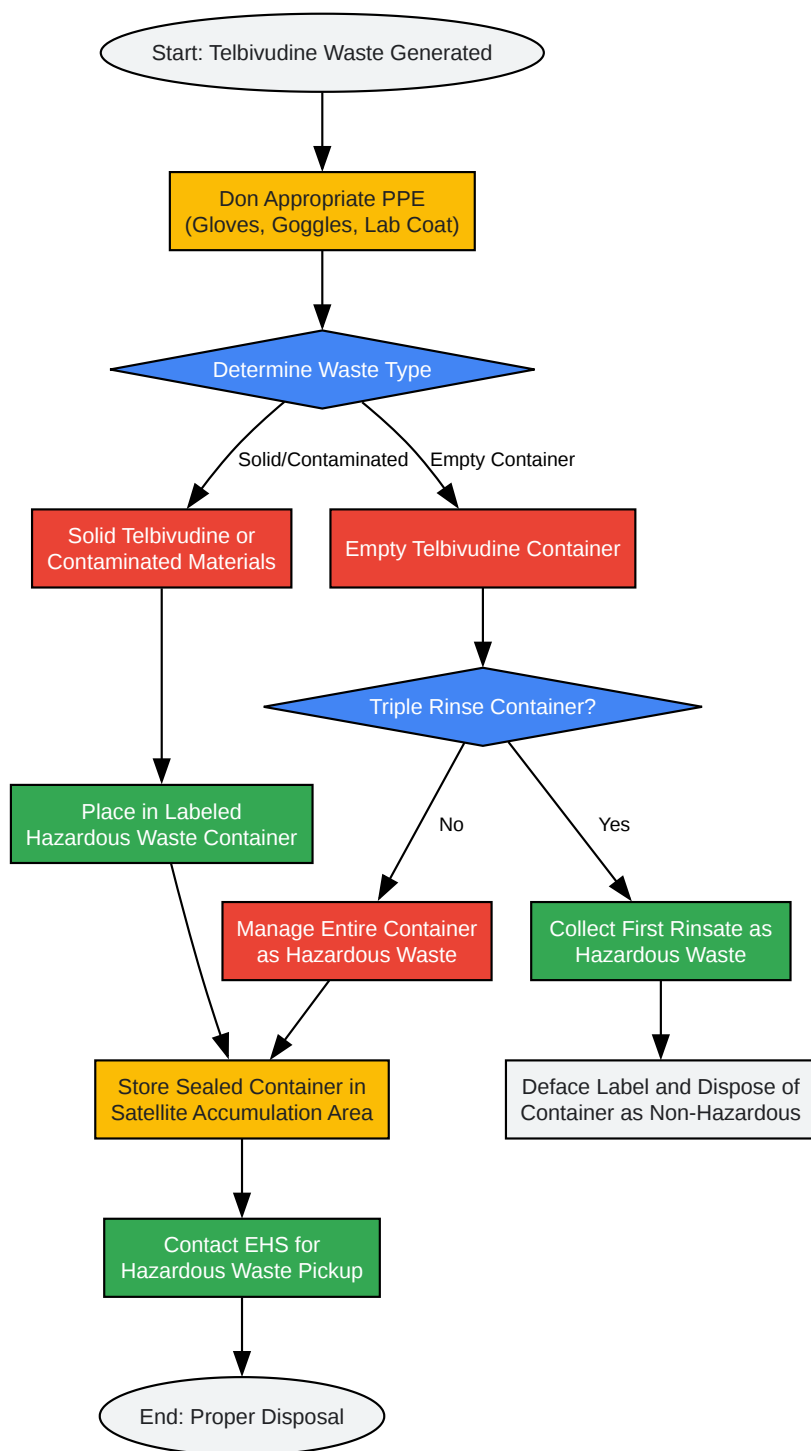 Start: Telbivudine Waste Generated
Don Appropriate PPE
(Gloves, Goggles, Lab Coat)
Determine Waste Type
Solid/Contaminated
Empty Container
Solid Telbivudine or
Contaminated Materials
Empty Telbivudine Container
Triple Rinse Container?
Place in Labeled
Hazardous Waste Container
No
Yes
Manage Entire Container
as Hazardous Waste
Collect First Rinsate as
Hazardous Waste
Store Sealed Container in
Satellite Accumulation Area
Deface Label and Dispose of
Container as Non-Hazardous
Contact EHS for
Hazardous Waste Pickup
End: Proper Disposal